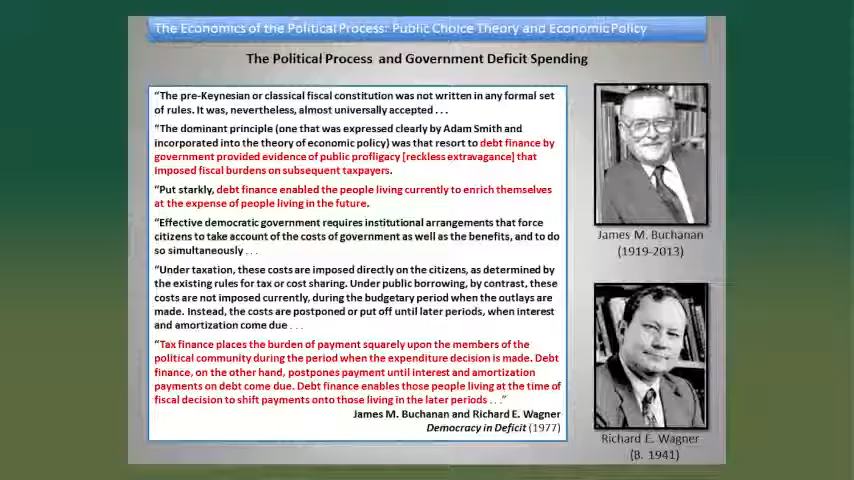 The Economics of the Political Process: Public Choice Theory and Economic Policy
The Political Process and Government Deficit Spending
“The pre-Keynesian or classical fiscal constitution was not written in any formal set
of rules. It was, nevertheless, almost universally accepted . . .
“The dominant principle (one that was expressed clearly by Adam Smith and
incorporated into the theory of economic policy) was that resort to debt finance by
government provided evidence of public profligacy [reckless extravagance] that
imposed fiscal burdens on subsequent taxpayers.
“Put starkly, debt finance enabled the people living currently to enrich themselves
at the expense of people living in the future.
“Effective democratic government requires institutional arrangements that force
citizens to take account of the costs of government as well as the benefits, and to do
so simultaneously . . .
“Under taxation, these costs are imposed directly on the citizens, as determined by
the existing rules for tax or cost sharing. Under public borrowing, by contrast, these
costs are not imposed currently, during the budgetary period when the outlays are
made. Instead, the costs are postponed or put off until later periods, when interest
and amortization come due . . .
“Tax finance places the burden of payment squarely upon the members of the
political community during the period when the expenditure decision is made. Debt
finance, on the other hand, postpones payment until interest and amortization
payments on debt come due. Debt finance enables those people living at the time of
fiscal decision to shift payments onto those living in the later periods . . .”
James M. Buchanan and Richard E. Wagner
Democracy in Deficit (1977)
James M. Buchanan
(1919-2013)
Richard E. Wagner
(B. 1941)